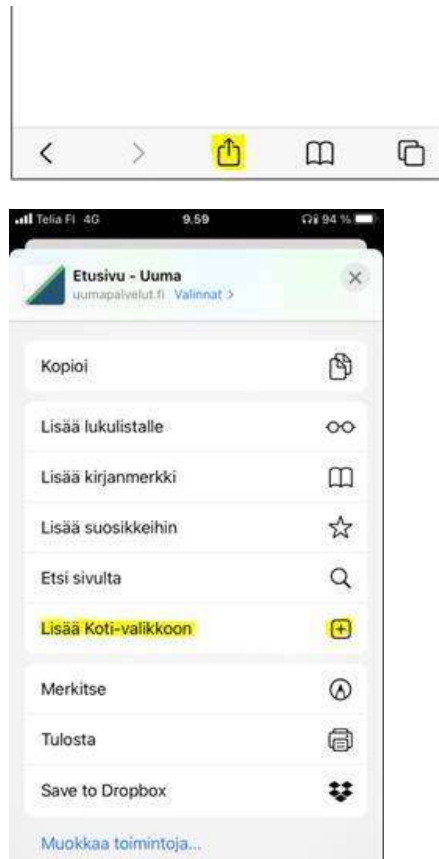 Telia FI 4G 9.59 94 %
Etusivu - Uuma
uumapalvelut.fi Valinnat >
Kopioi
Lisää lukulistalle
Lisää kirjanmerkki
Lisää suosikkeihin
Etsi sivulta
Lisää Koti-valikkoon
Merkitse
Tulosta
Save to Dropbox
Muokkaa toimintoja...